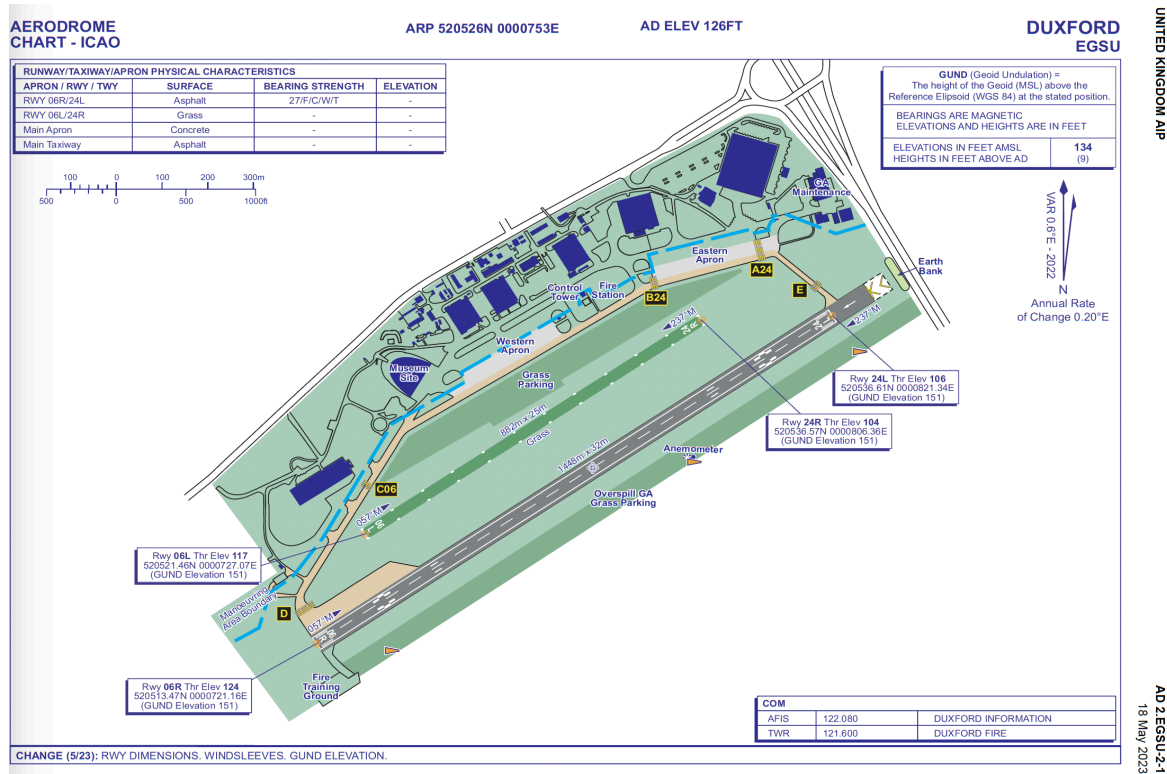 AERODROME
CHART - ICAO
ARP 520526N 0000753E
AD ELEV 126FT
DUXFORD
EGSU
UNITED KINGDOM AIP
RUNWAY/TAXIWAY/APRON PHYSICAL CHARACTERISTICS
APRON / RWY / TWY SURFACE BEARING STRENGTH ELEVATION
RWY 06R/24L Asphalt 27/F/C/W/T -
RWY 06L/24R Grass - -
Main Apron Concrete - -
Main Taxiway Asphalt - -
100 0 100 200 300m
500 0 500 1000ft
GUND (Geoid Undulation) =
The height of the Geoid (MSL) above the
Reference Elipsoid (WGS 84) at the stated position.
BEARINGS ARE MAGNETIC
ELEVATIONS AND HEIGHTS ARE IN FEET
ELEVATIONS IN FEET AMSL 134
HEIGHTS IN FEET ABOVE AD (9)
VAR 0.6°E - 2022
N
Annual Rate
of Change 0.20°E
GA
Maintenance
Earth
Bank
Eastern
Apron
A24
E
B24
Control
Tower
Fire
Station
237°M
24
R
237°M
24
L
Western
Apron
Museum
Site
Grass
Parking
Rwy 24L Thr Elev 106
520536.61N 0000821.34E
(GUND Elevation 151)
Rwy 24R Thr Elev 104
520536.57N 0000806.36E
(GUND Elevation 151)
882m x 25m
Grass
1448m x 32m
Anemometer
Overspill GA
Grass Parking
C06
057°M
Rwy 06L Thr Elev 117
520521.46N 0000727.07E
(GUND Elevation 151)
Manoeuvring
Area Boundary
D
057°M
06
R
Fire
Training
Ground
Rwy 06R Thr Elev 124
520513.47N 0000721.16E
(GUND Elevation 151)
COM
AFIS 122.080 DUXFORD INFORMATION
TWR 121.600 DUXFORD FIRE
CHANGE (5/23): RWY DIMENSIONS. WINDSLEEVES. GUND ELEVATION.
AD 2.EGSU-2-1
18 May 2023